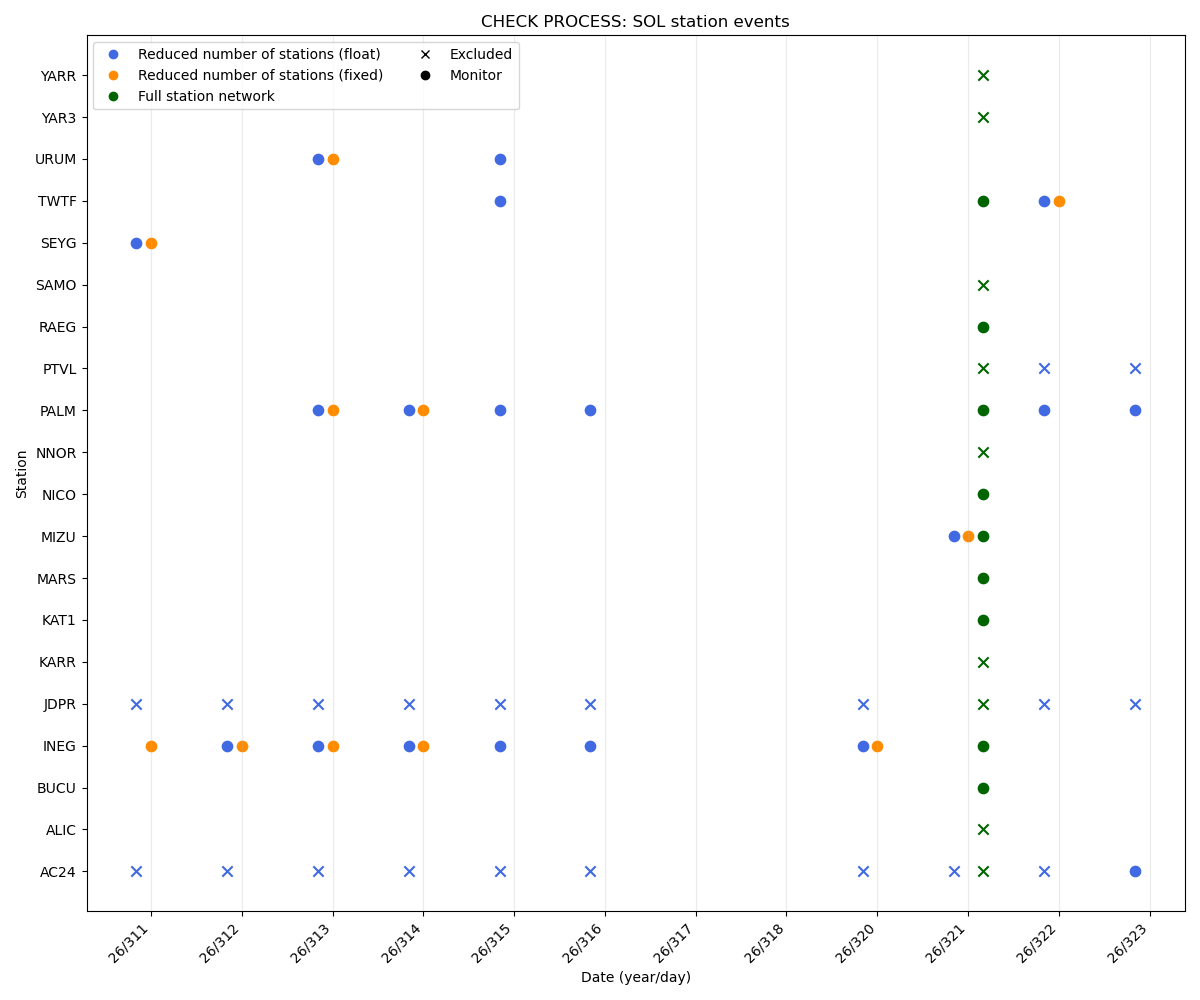 CHECK PROCESS: SOL station events
Reduced number of stations (float)
Reduced number of stations (fixed)
Full station network
Excluded
Monitor
Station
YARR
YAR3
URUM
TWTF
SEYG
SAMO
RAEG
PTVL
PALM
NNOR
NICO
MIZU
MARS
KAT1
KARR
JDPR
INEG
BUCU
ALIC
AC24
26/311
26/312
26/313
26/314
26/315
26/316
26/317
26/318
26/320
26/321
26/322
26/323
Date (year/day)